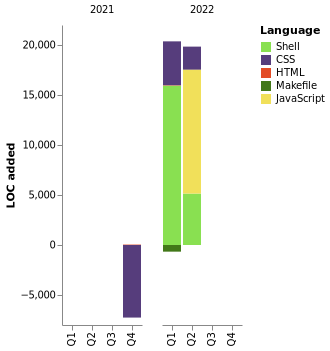 2021 2022
Language
Shell
CSS
HTML
Makefile
JavaScript
LOC added
20,000
15,000
10,000
5,000
0
−5,000
Q1 Q2 Q3 Q4 Q1 Q2 Q3 Q4